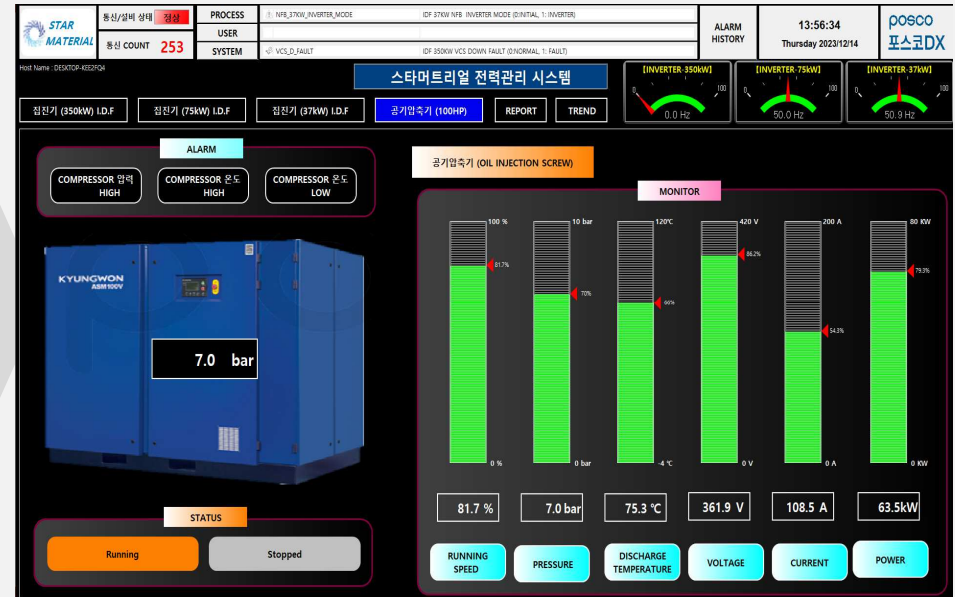 STAR
MATERIAL
통신/설비 상태 정상
통신 COUNT 253
PROCESS NFB_37KW_INVERTER_MODE IDF 37KW NFB INVERTER MODE (0:INITIAL, 1: INVERTER)
USER
SYSTEM VCS_D_FAULT IDF 350KW VCS DOWN FAULT (0:NORMAL, 1: FAULT)
ALARM
HISTORY
13:56:34
Thursday 2023/12/14
posco
포스코DX
Host Name : DESKTOP-KEE2FQ4
스타머트리얼 전력관리 시스템
[INVERTER-350kW] [INVERTER-75kW] [INVERTER-37kW]
0 100 0 100 0 100
0.0 Hz 50.0 Hz 50.9 Hz
집진기 (350kW) I.D.F 집진기 (75kW) I.D.F 집진기 (37kW) I.D.F 공기압축기 (100HP) REPORT TREND
ALARM
COMPRESSOR 압력
HIGH
COMPRESSOR 온도
HIGH
COMPRESSOR 온도
LOW
KYUNGWON
ASM100V
7.0 bar
STATUS
Running Stopped
공기압축기 (OIL INJECTION SCREW)
MONITOR
100 % 10 bar 120℃ 420 V 200 A 80 KW
81.7% 70% 66% 86.2% 54.3% 79.3%
0 % 0 bar -4 ℃ 0 V 0 A 0 KW
81.7 % 7.0 bar 75.3 ℃ 361.9 V 108.5 A 63.5kW
RUNNING
SPEED
PRESSURE
DISCHARGE
TEMPERATURE
VOLTAGE
CURRENT
POWER